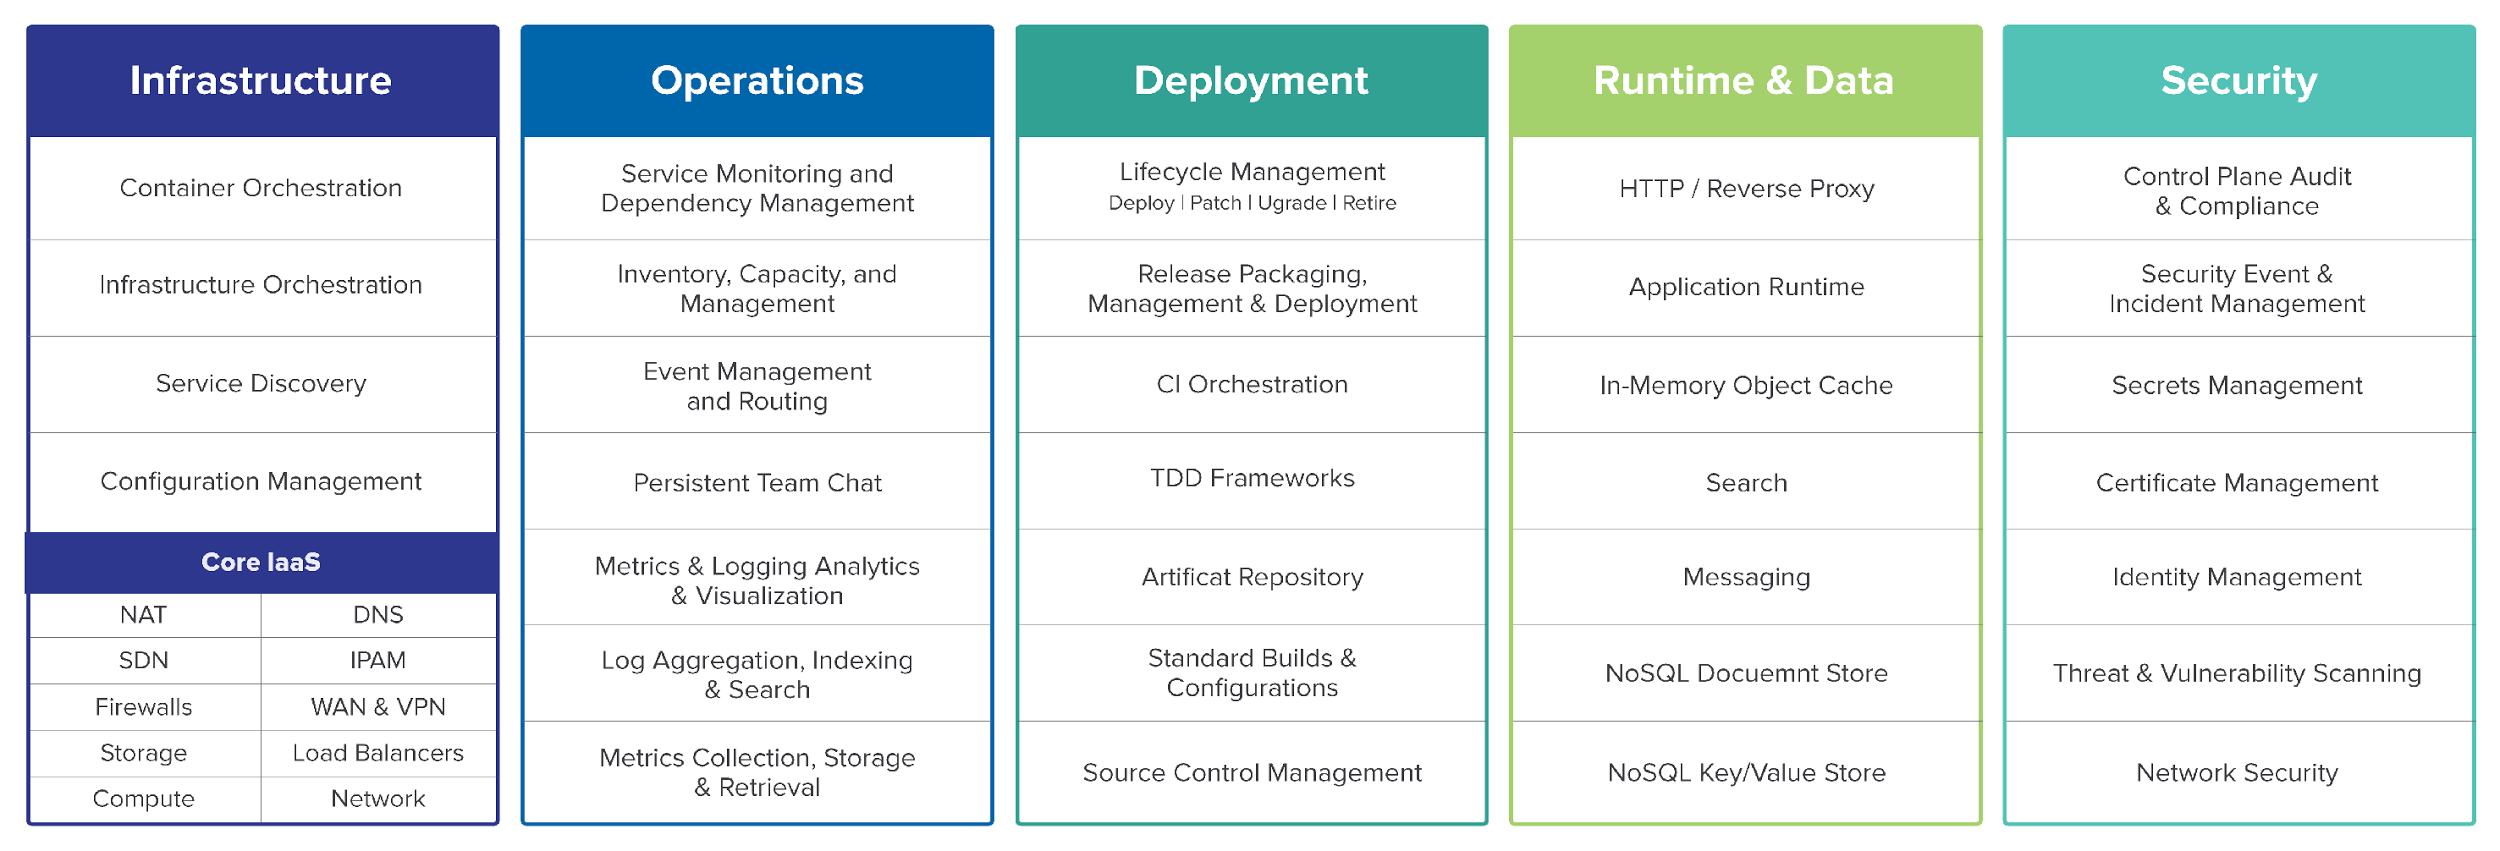 Infrastructure
Container Orchestration
Infrastructure Orchestration
Service Discovery
Configuration Management
Core IaaS
NAT
DNS
SDN
IPAM
Firewalls
WAN & VPN
Storage
Load Balancers
Compute
Network
Operations
Service Monitoring and
Dependency Management
Inventory, Capacity, and
Management
Event Management
and Routing
Persistent Team Chat
Metrics & Logging Analytics
& Visualization
Log Aggregation, Indexing
& Search
Metrics Collection, Storage
& Retrieval
Deployment
Lifecycle Management
Deploy | Patch | Ugrade | Retire
Release Packaging,
Management & Deployment
CI Orchestration
TDD Frameworks
Artificat Repository
Standard Builds &
Configurations
Source Control Management
Runtime & Data
HTTP / Reverse Proxy
Application Runtime
In-Memory Object Cache
Search
Messaging
NoSQL Docuemnt Store
NoSQL Key/Value Store
Security
Control Plane Audit
& Compliance
Security Event &
Incident Management
Secrets Management
Certificate Management
Identity Management
Threat & Vulnerability Scanning
Network Security